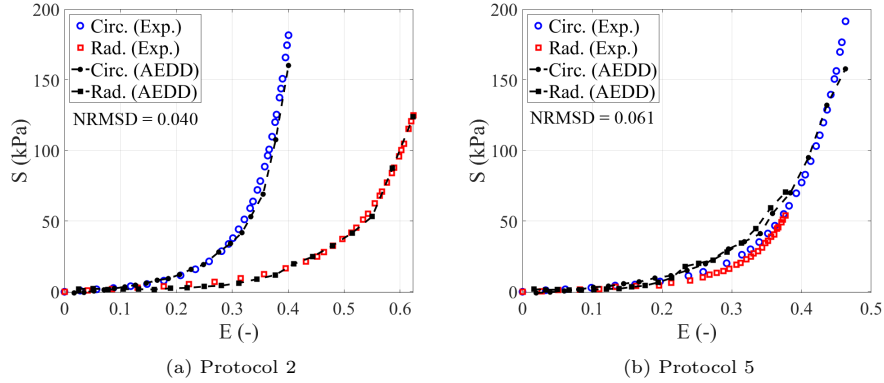 200
150
100
50
0
S (kPa)
Circ. (Exp.)
Rad. (Exp.)
Circ. (AEDD)
Rad. (AEDD)
NRMSD = 0.040
0 0.1 0.2 0.3 0.4 0.5 0.6
E (-)
(a) Protocol 2
200
150
100
50
0
S (kPa)
Circ. (Exp.)
Rad. (Exp.)
Circ. (AEDD)
Rad. (AEDD)
NRMSD = 0.061
0 0.1 0.2 0.3 0.4 0.5
E (-)
(b) Protocol 5